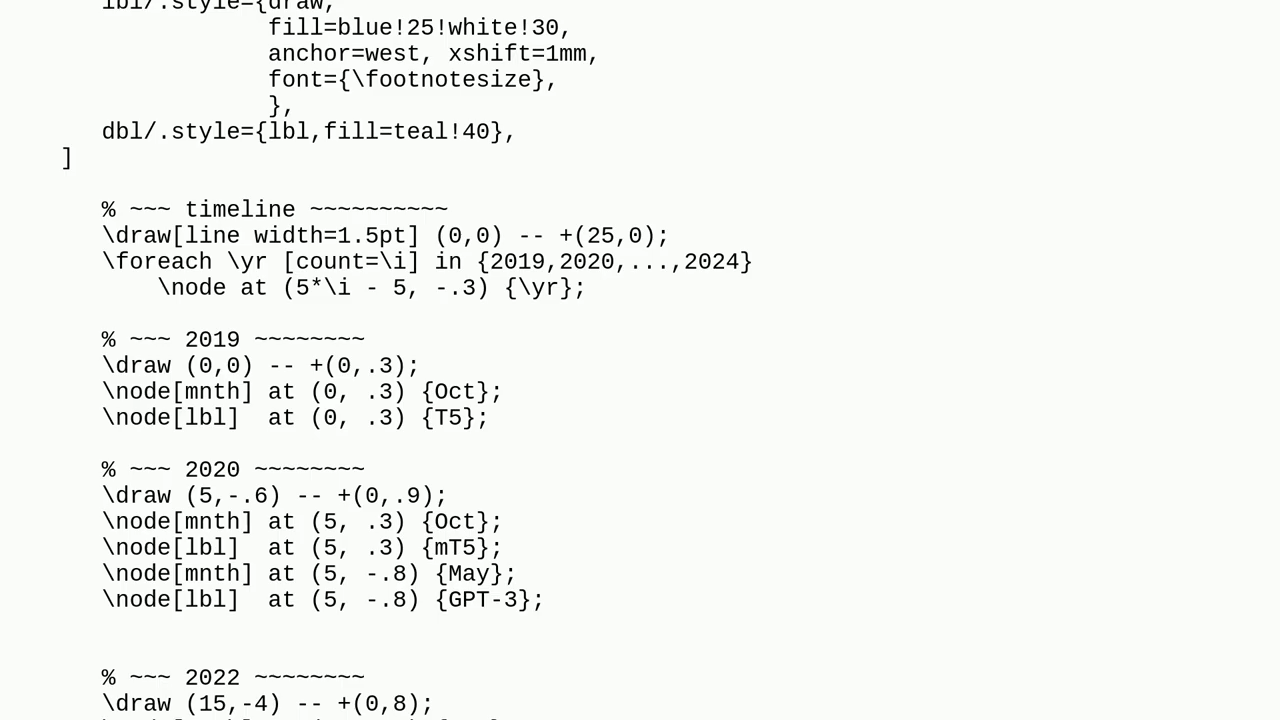 lbl/.style={draw,
fill=blue!25!white!30,
anchor=west, xshift=1mm,
font={\footnotesize},
},
dbl/.style={lbl,fill=teal!40},
]
% ~~~ timeline ~~~~~~~~~~
\draw[line width=1.5pt] (0,0) -- +(25,0);
\foreach \yr [count=\i] in {2019,2020,...,2024}
\node at (5*\i - 5, -.3) {\yr};
% ~~~ 2019 ~~~~~~~~
\draw (0,0) -- +(0,.3);
\node[mnth] at (0, .3) {Oct};
\node[lbl]  at (0, .3) {T5};
% ~~~ 2020 ~~~~~~~~
\draw (5,-.6) -- +(0,.9);
\node[mnth] at (5, .3) {Oct};
\node[lbl]  at (5, .3) {mT5};
\node[mnth] at (5, -.8) {May};
\node[lbl]  at (5, -.8) {GPT-3};
% ~~~ 2022 ~~~~~~~~
\draw (15,-4) -- +(0,8);